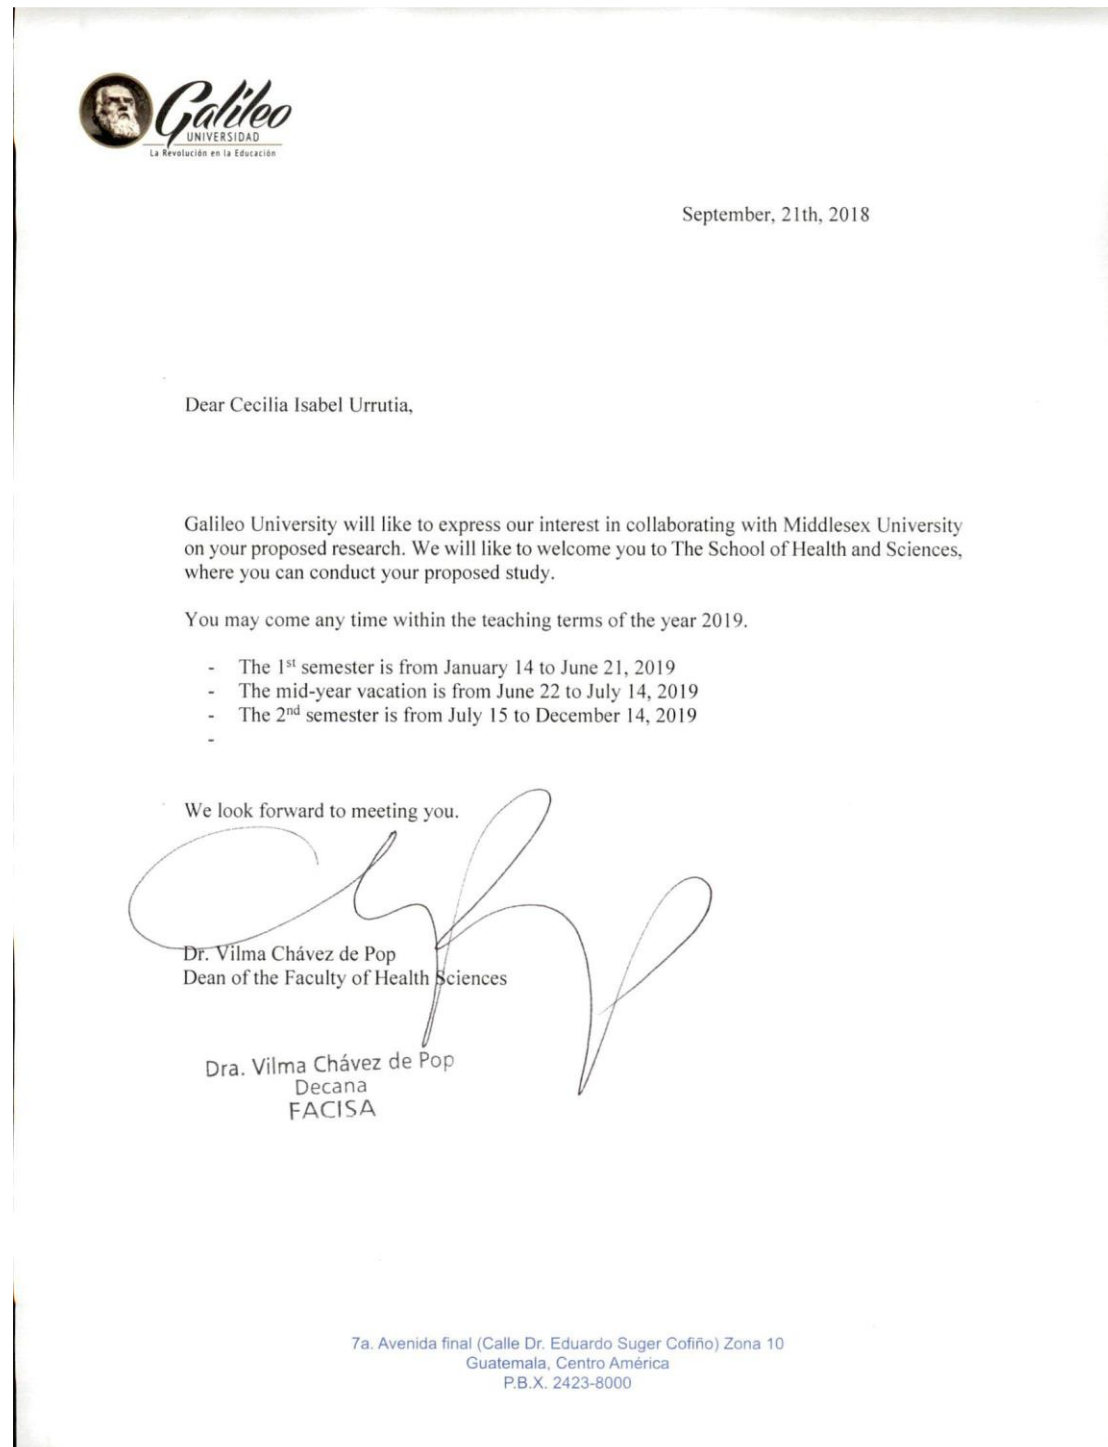 Galileo
UNIVERSIDAD
La Revolución en la Educación
September, 21th, 2018
Dear Cecilia Isabel Urrutia,
Galileo University will like to express our interest in collaborating with Middlesex University
on your proposed research. We will like to welcome you to The School of Health and Sciences,
where you can conduct your proposed study.
You may come any time within the teaching terms of the year 2019.
- The 1st semester is from January 14 to June 21, 2019
- The mid-year vacation is from June 22 to July 14, 2019
- The 2nd semester is from July 15 to December 14, 2019
-
We look forward to meeting you.
Dr. Vilma Chávez de Pop
Dean of the Faculty of Health Sciences
Dra. Vilma Chávez de Pop
Decana
FACISA
7a. Avenida final (Calle Dr. Eduardo Suger Cofiño) Zona 10
Guatemala, Centro América
P.B.X. 2423-8000